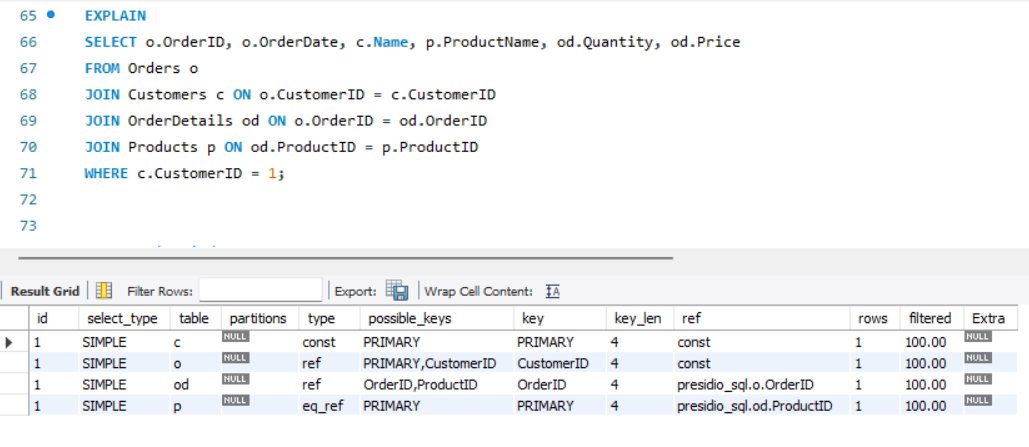 65 EXPLAIN
66 SELECT o.OrderID, o.OrderDate, c.Name, p.ProductName, od.Quantity, od.Price
67 FROM Orders o
68 JOIN Customers c ON o.CustomerID = c.CustomerID
69 JOIN OrderDetails od ON o.OrderID = od.OrderID
70 JOIN Products p ON od.ProductID = p.ProductID
71 WHERE c.CustomerID = 1;
72
73
Result Grid Filter Rows: Export: Wrap Cell Content: IA
id select_type table partitions type possible_keys key key_len ref rows filtered Extra
1 SIMPLE c NULL const PRIMARY PRIMARY 4 const 1 100.00 NULL
1 SIMPLE o NULL ref PRIMARY,CustomerID CustomerID 4 const 1 100.00 NULL
1 SIMPLE od NULL ref OrderID,ProductID OrderID 4 presidio_sql.o.OrderID 1 100.00 NULL
1 SIMPLE p NULL eq_ref PRIMARY PRIMARY 4 presidio_sql.od.ProductID 1 100.00 NULL